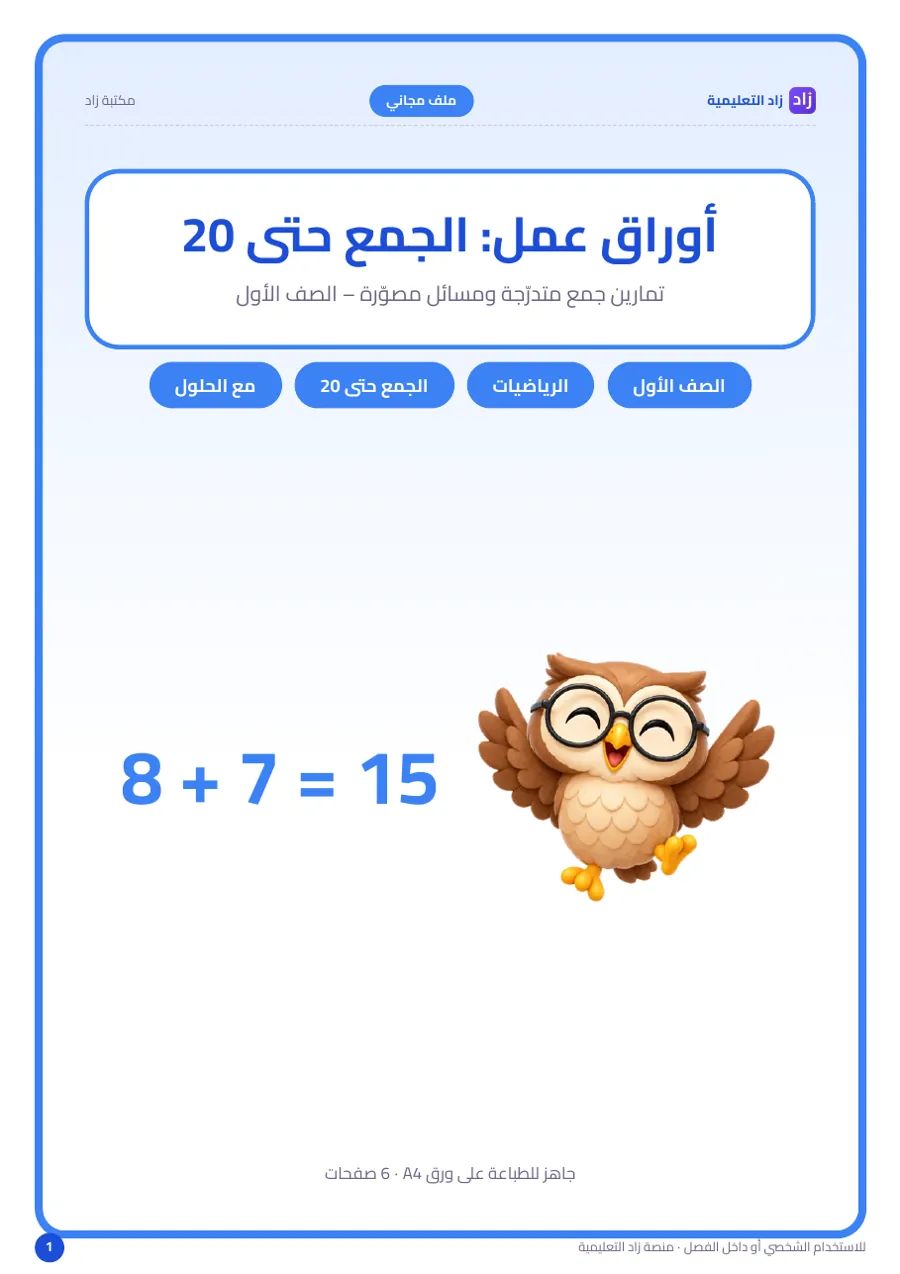 زاد زاد التعليمية
ملف مجاني
مكتبة زاد
أوراق عمل: الجمع حتى 20
تمارين جمع متدرّجة ومسائل مصوّرة – الصف الأول
الصف الأول
الرياضيات
الجمع حتى 20
مع الحلول
8 + 7 = 15
جاهز للطباعة على ورق A4 · 6 صفحات
للاستخدام الشخصي أو داخل الفصل · منصة زاد التعليمية
1